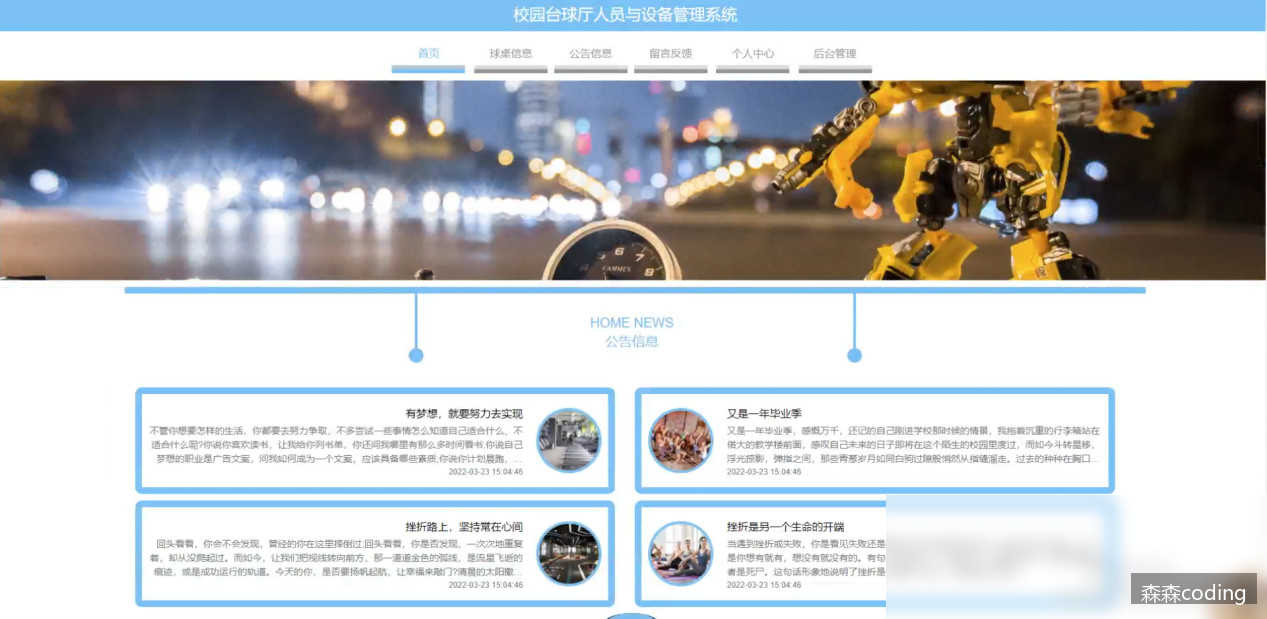 校园台球厅人员与设备管理系统
首页 球桌信息 公告信息 留言反馈 个人中心 后台管理
6 7 8
HOME NEWS
公告信息
有梦想，就要努力去实现
不管你想要怎样的生活，你都要去努力争取，不多尝试一些事情怎么知道自己适合什么、不
适合什么呢?你说你喜欢读书，让我给你列书单，你还问我哪里有那么多时间看书;你说自己
梦想的职业是广告文案，问我如何成为一个文案，应该具备哪些素质;你说你计划晨跑，...
2022-03-23 15:04:46
又是一年毕业季
又是一年毕业季，感慨万千，还记的自己刚进学校那时候的情景，我拖着沉重的行李箱站在
偌大的教学楼前面，感叹自己未来的日子即将在这个陌生的校园里度过，而如今斗转星移，
浮光掠影，弹指之间，那些青葱岁月如同白驹过隙般悄然从指缝溜走。过去的种种在胸口...
2022-03-23 15:04:46
挫折路上，坚持常在心间
回头看看，你会不会发现，曾经的你在这里摔倒过;回头看看，你是否发现，一次次地重复
着，却从没爬起过。而如今，让我们把视线转向前方，那一道道金色的弧线，是流星飞逝的
痕迹，或是成功运行的轨道。今天的你，是否要扬帆起航，让幸福来敲门?清晨的太阳撒...
2022-03-23 15:04:46
挫折是另一个生命的开端
当遇到挫折或失败，你是看见失败还是
是你想有就有，想没有就没有的。有句
者是死尸。这句话形象地说明了挫折是
2022-03-23 15:04:46
森森coding